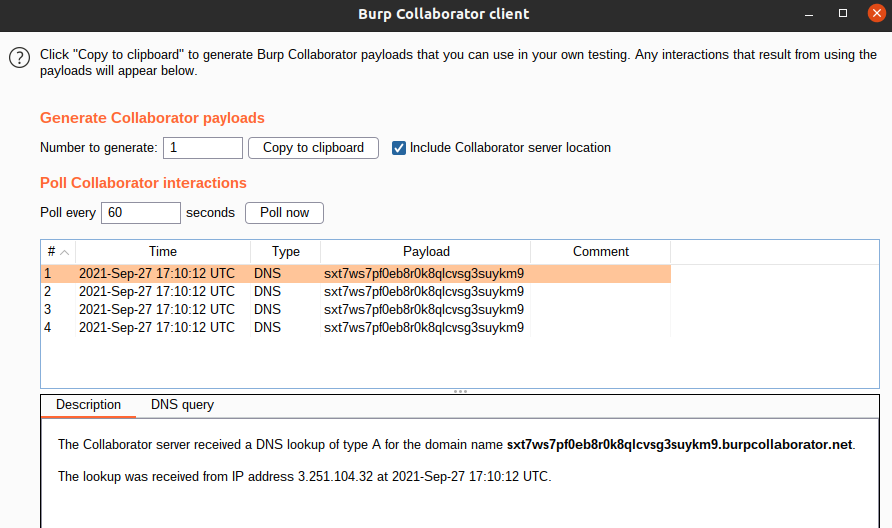 Burp Collaborator client
Click "Copy to clipboard" to generate Burp Collaborator payloads that you can use in your own testing. Any interactions that result from using the
payloads will appear below.
Generate Collaborator payloads
Number to generate: 1 Copy to clipboard Include Collaborator server location
Poll Collaborator interactions
Poll every 60 seconds Poll now
# Time Type Payload Comment
1 2021-Sep-27 17:10:12 UTC DNS sxt7ws7pf0eb8r0k8qlcvsg3suykm9
2 2021-Sep-27 17:10:12 UTC DNS sxt7ws7pf0eb8r0k8qlcvsg3suykm9
3 2021-Sep-27 17:10:12 UTC DNS sxt7ws7pf0eb8r0k8qlcvsg3suykm9
4 2021-Sep-27 17:10:12 UTC DNS sxt7ws7pf0eb8r0k8qlcvsg3suykm9
Description DNS query
The Collaborator server received a DNS lookup of type A for the domain name sxt7ws7pf0eb8r0k8qlcvsg3suykm9.burpcollaborator.net.
The lookup was received from IP address 3.251.104.32 at 2021-Sep-27 17:10:12 UTC.